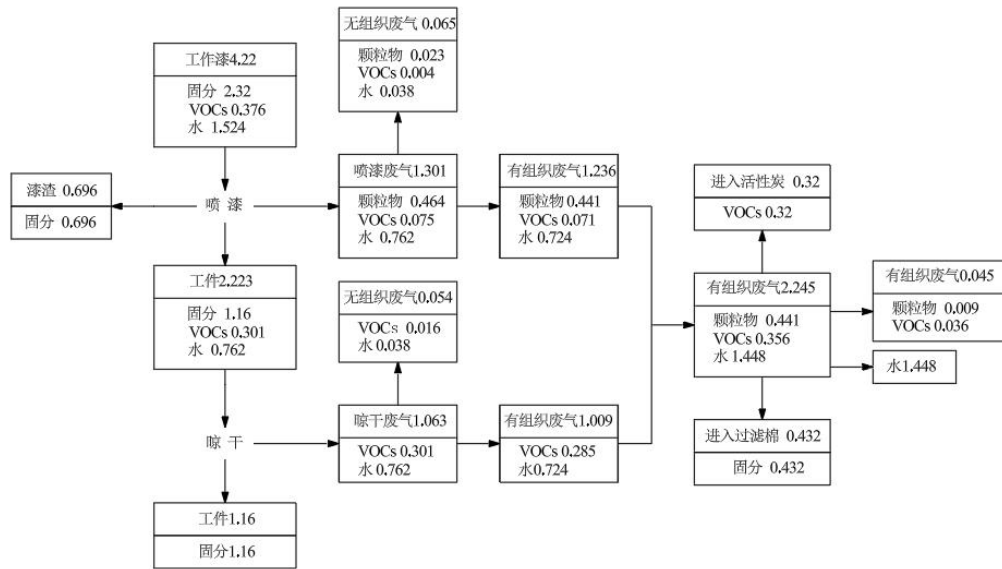 无组织废气 0.065
颗粒物 0.023
VOCs 0.004
水 0.038
工作漆4.22
固分 2.32
VOCs 0.376
水 1.524
漆渣 0.696
固分 0.696
喷 漆
喷漆废气1.301
颗粒物 0.464
VOCs 0.075
水 0.762
有组织废气1.236
颗粒物 0.441
VOCs 0.071
水 0.724
进入活性炭 0.32
VOCs 0.32
工件2.223
固分 1.16
VOCs 0.301
水 0.762
无组织废气0.054
VOCs 0.016
水 0.038
有组织废气2.245
颗粒物 0.441
VOCs 0.356
水 1.448
有组织废气0.045
颗粒物 0.009
VOCs 0.036
水1.448
晾 干
晾干废气1.063
VOCs 0.301
水 0.762
有组织废气1.009
VOCs 0.285
水0.724
进入过滤棉 0.432
固分 0.432
工件1.16
固分1.16